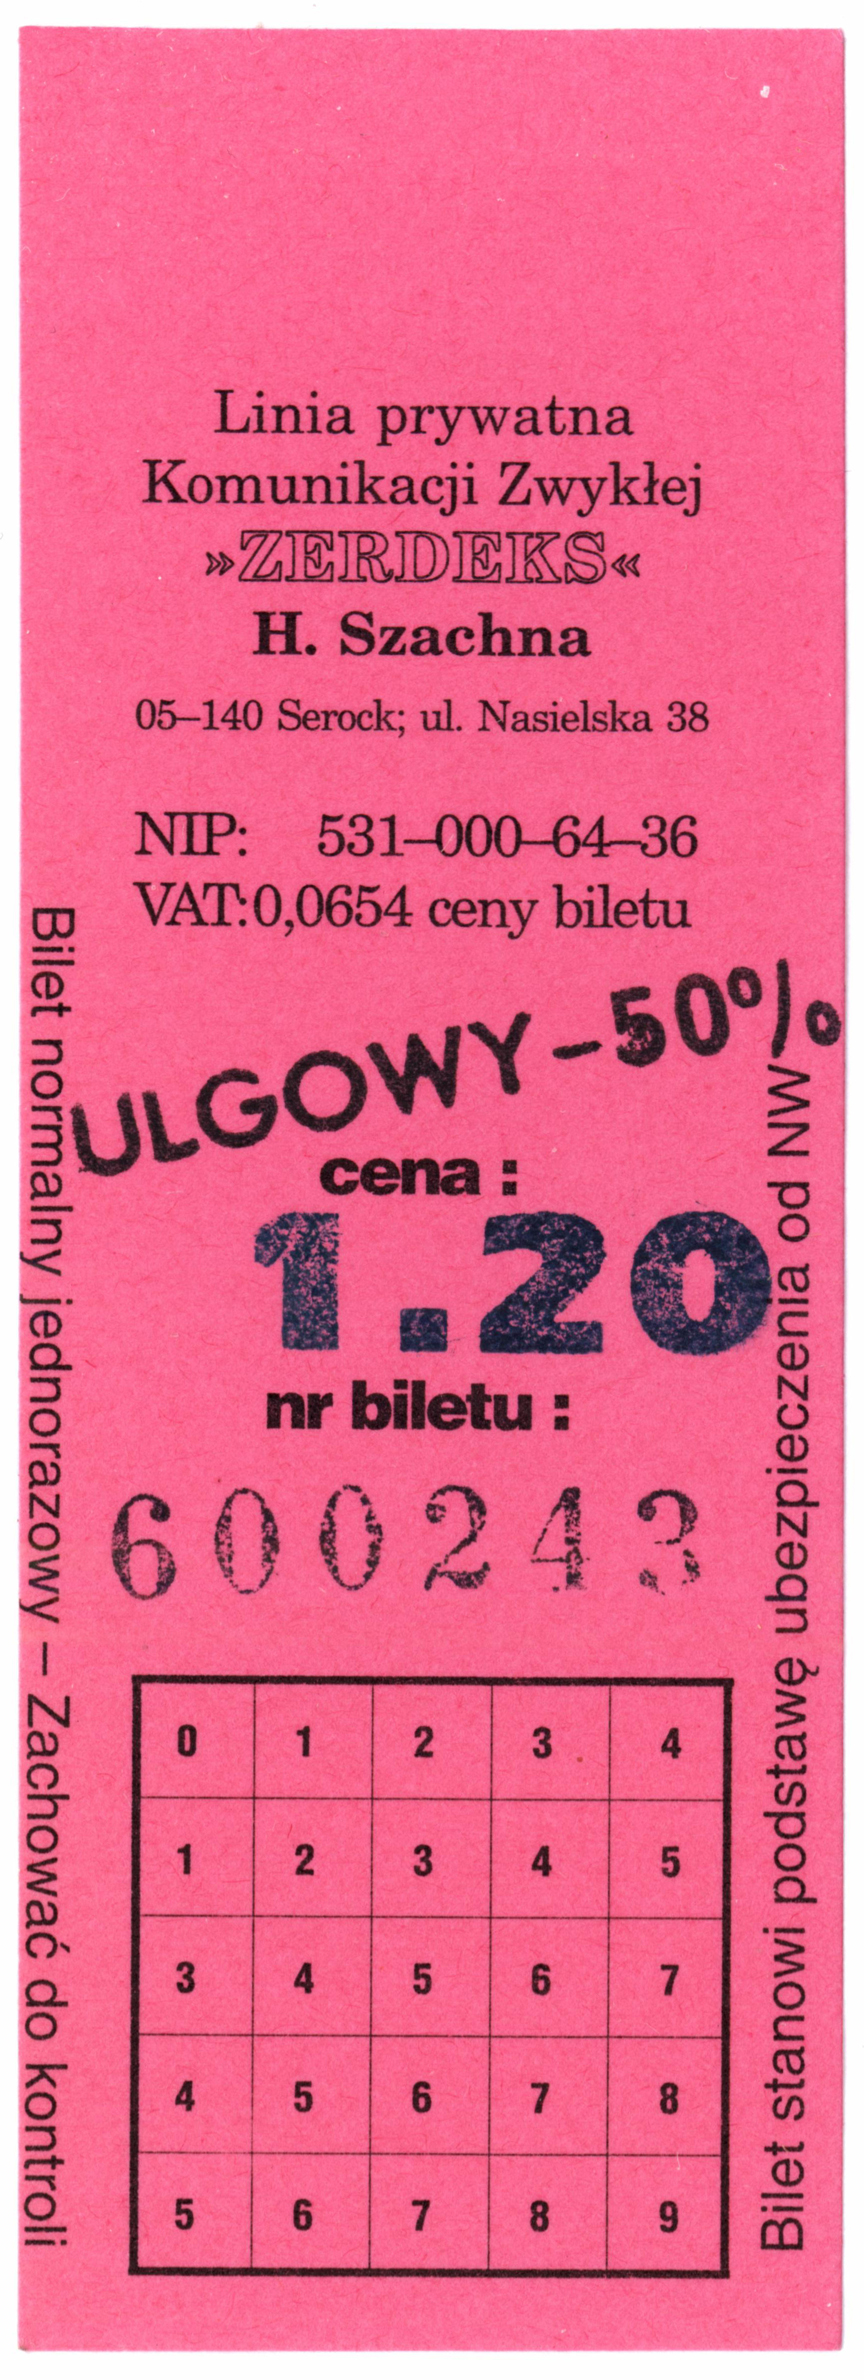 Linia prywatna
Komunikacji Zwykłej
»ZERDEKS«
H. Szachna
05–140 Serock; ul. Nasielska 38
NIP: 531–000–64–36
VAT:0,0654 ceny biletu
ULGOWY-50%
cena :
1.20
nr biletu :
600243
0 1 2 3 4
1 2 3 4 5
3 4 5 6 7
4 5 6 7 8
5 6 7 8 9
Bilet normalny jednorazowy – Zachować do kontroli
Bilet stanowi podstawę ubezpieczenia od NW